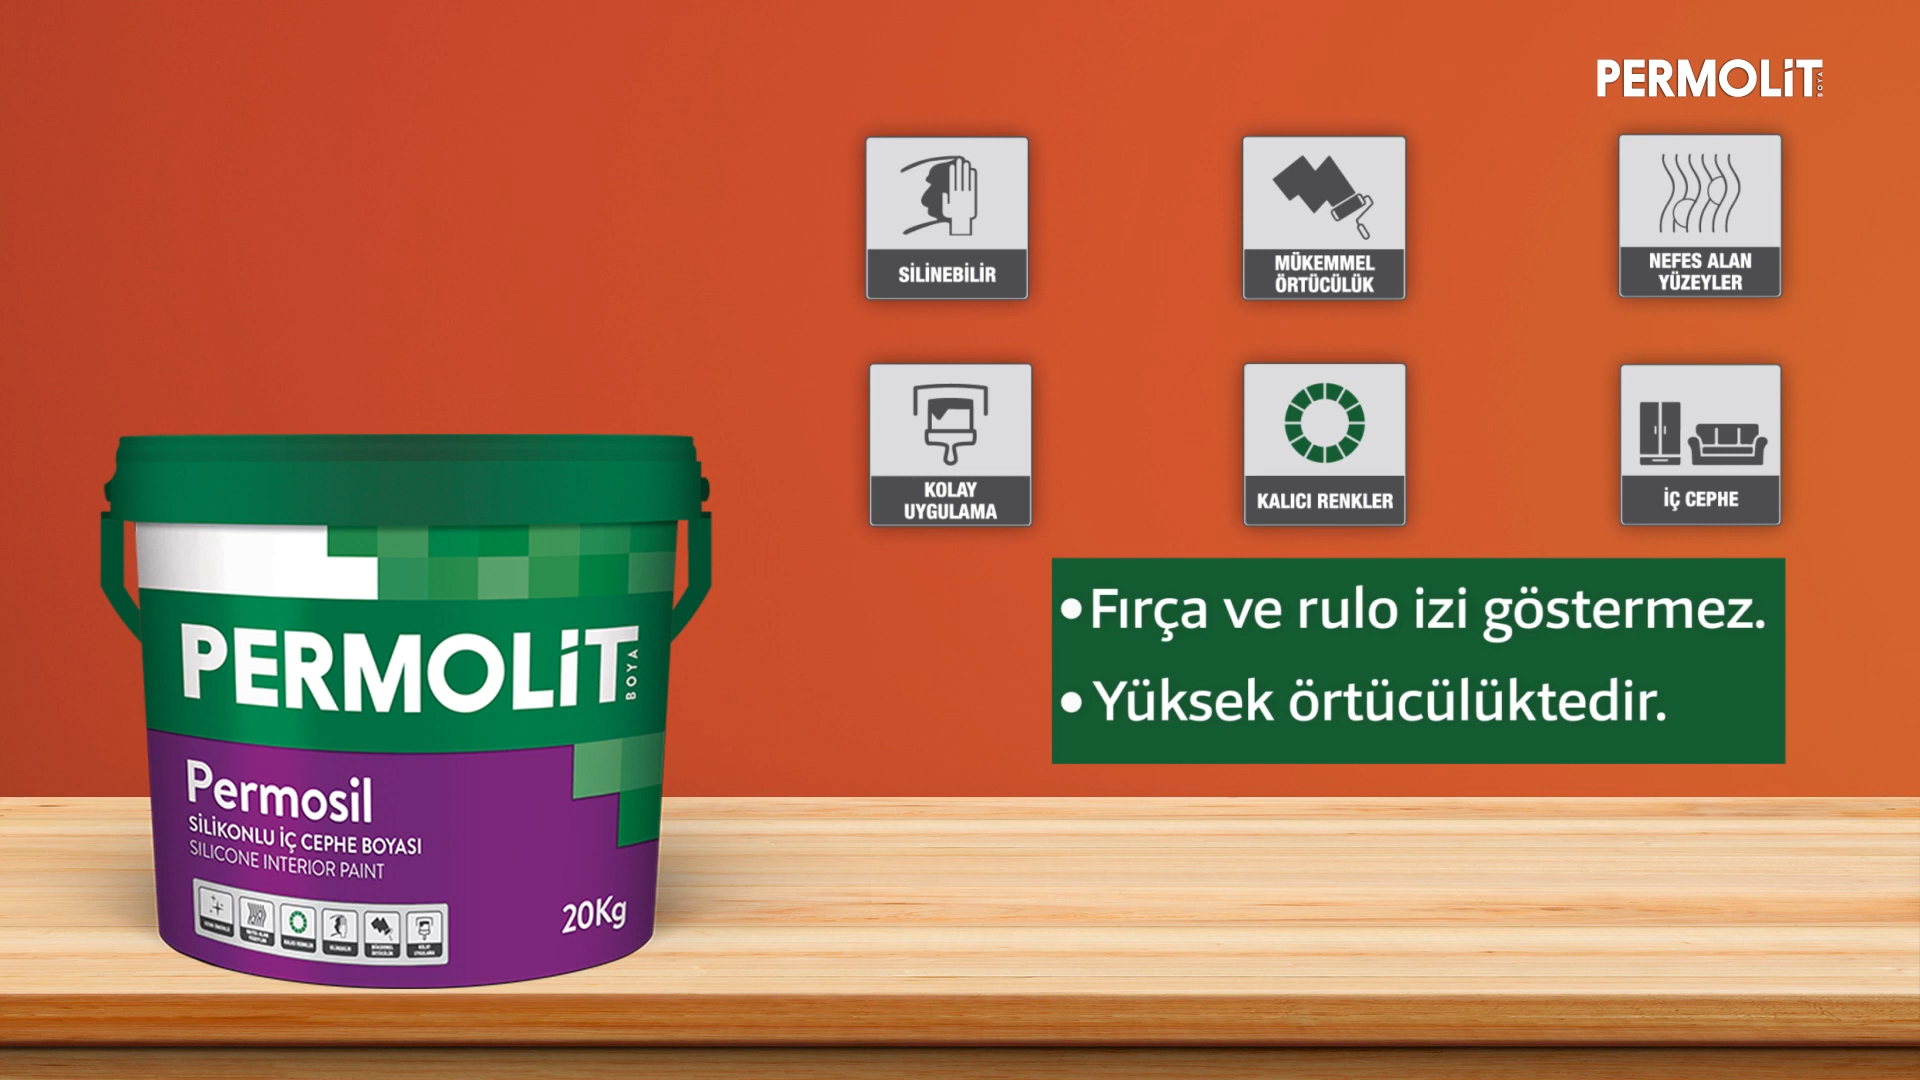 PERMOLİT
BOYA
SİLİNEBİLİR
MÜKEMMEL
ÖRTÜCÜLÜK
NEFES ALAN
YÜZEYLER
KOLAY
UYGULAMA
KALICI RENKLER
İÇ CEPHE
•Fırça ve rulo izi göstermez.
• Yüksek örtücülüktedir.
PERMOLİT
BOYA
Permosil
SİLİKONLU İÇ CEPHE BOYASI
SILICONE INTERIOR PAINT
20Kg